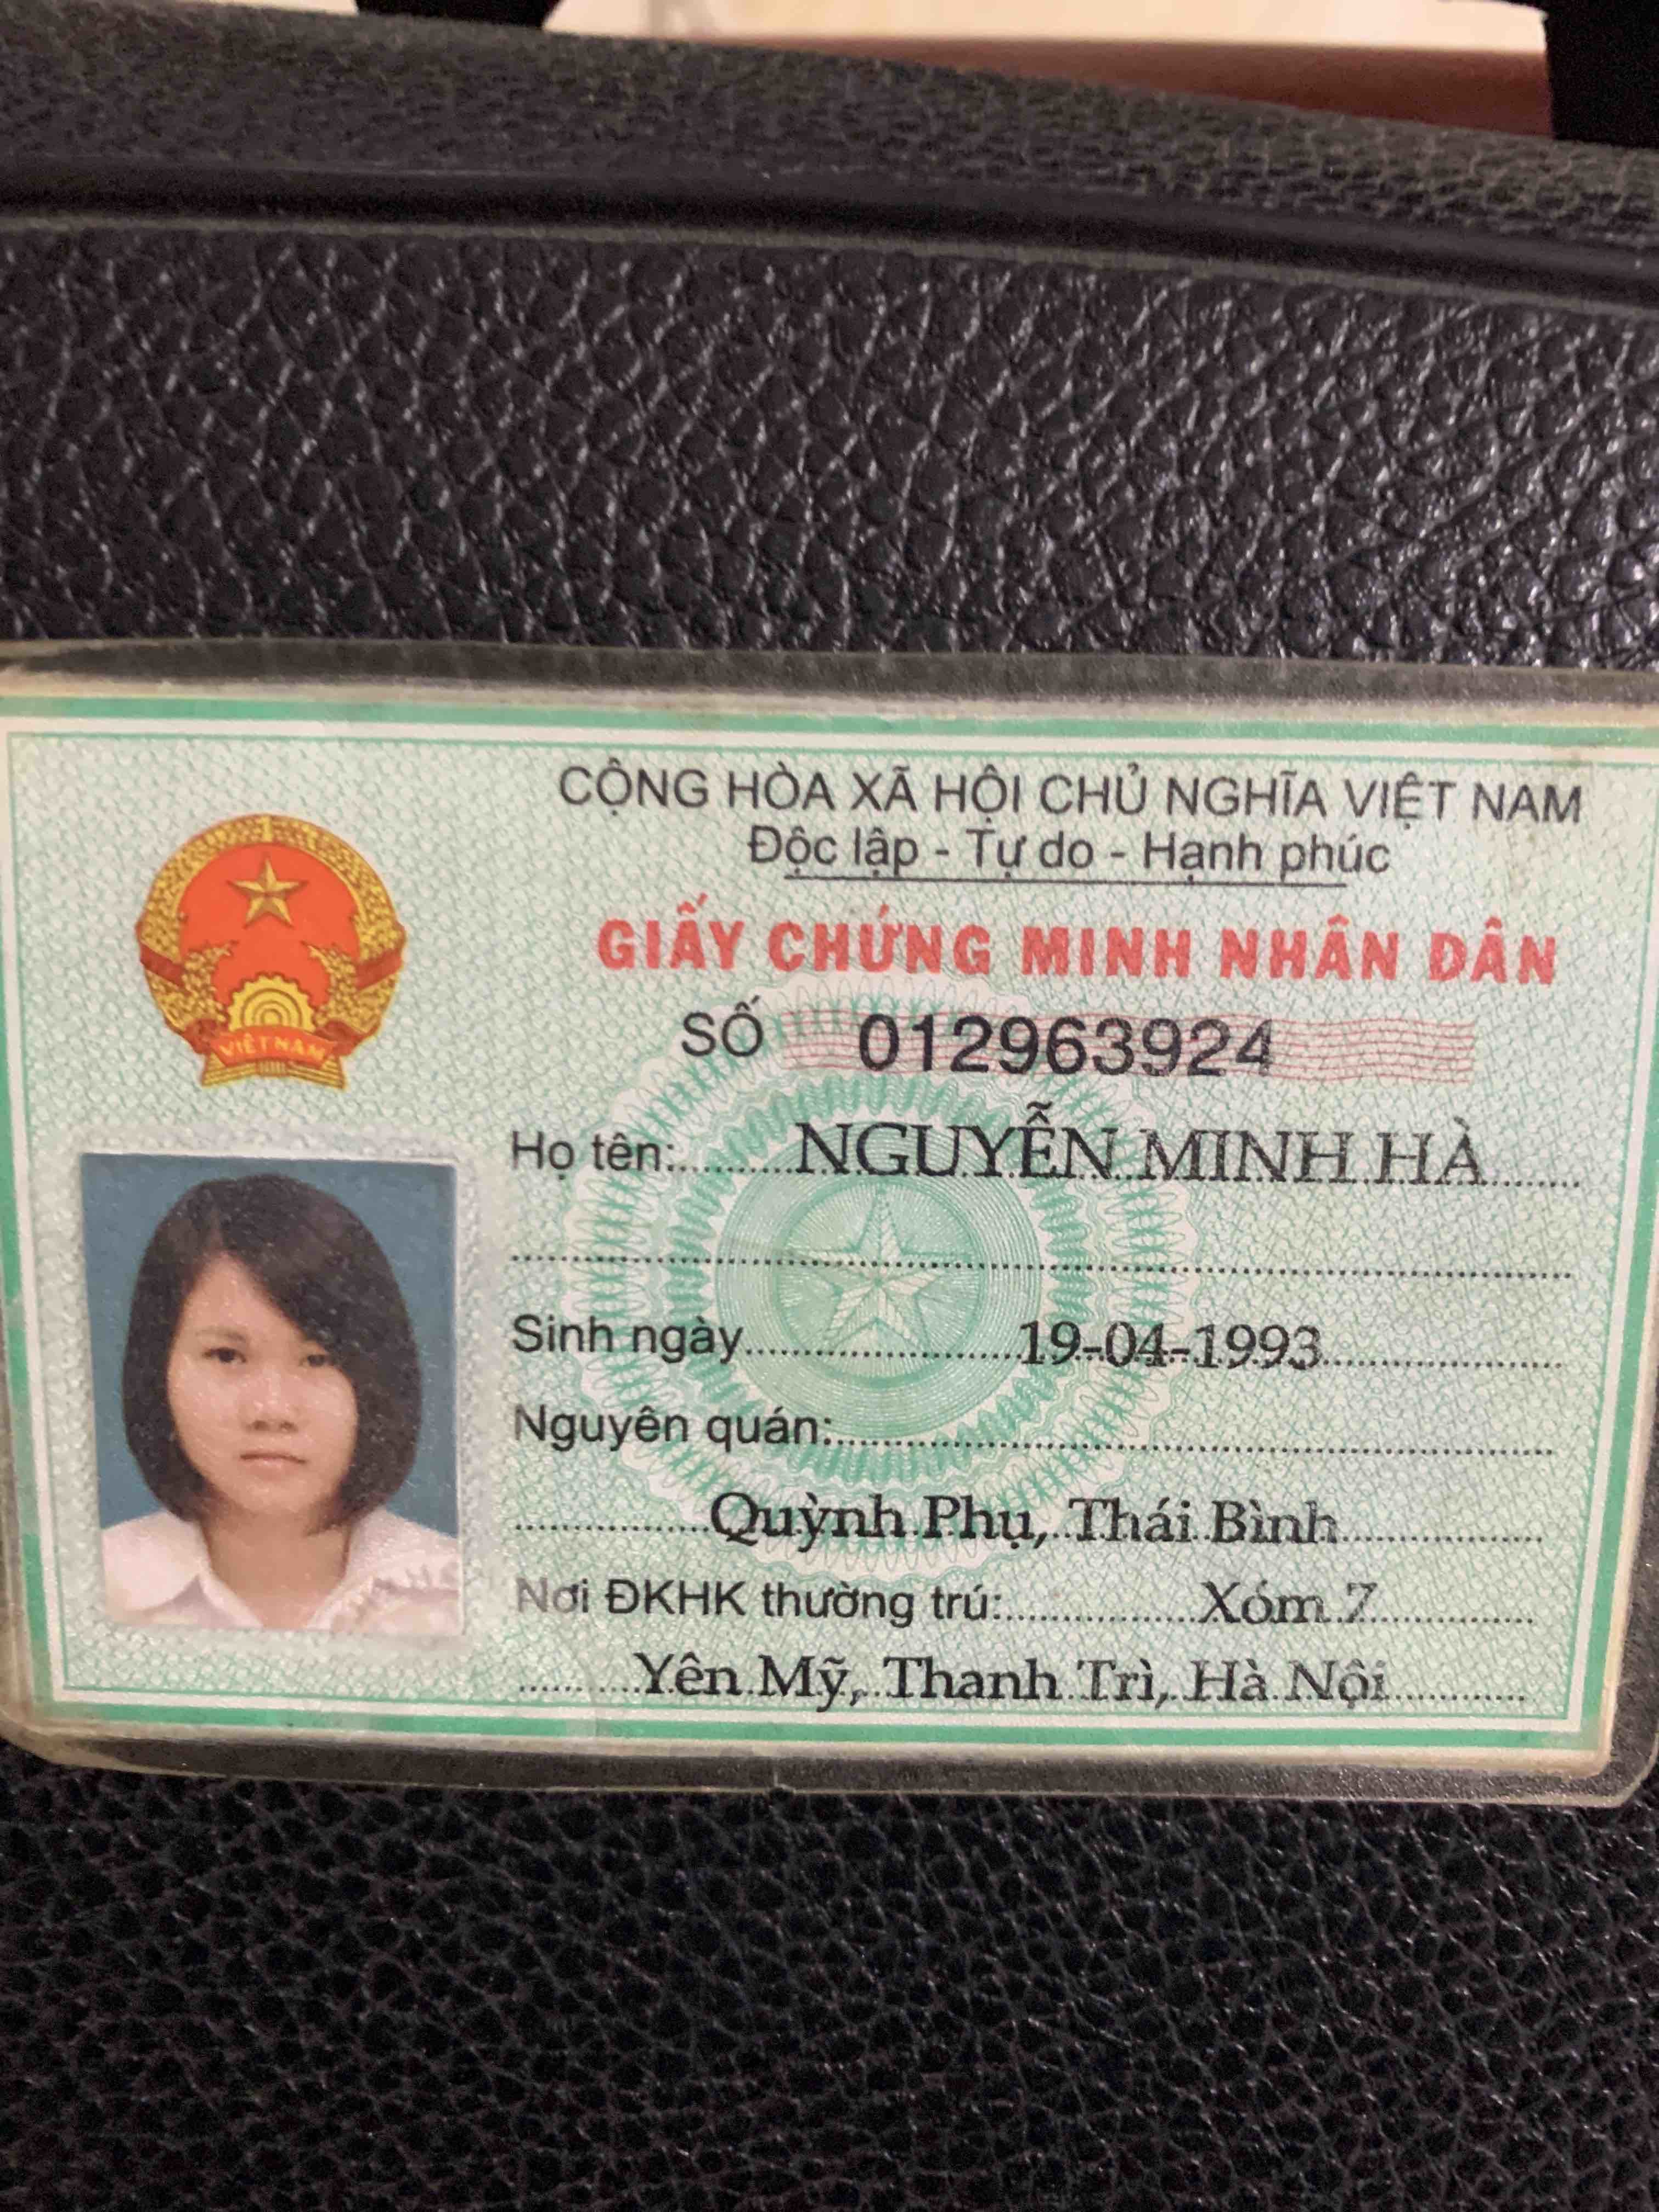 CỘNG HÒA XÃ HỘI CHỦ NGHĨA VIỆT NAM
Độc lập - Tự do - Hạnh phúc
GIẤY CHỨNG MINH NHÂN DÂN
SỐ 012963924
VIỆT NAM
Họ tên: NGUYỄN MINH HÀ
Sinh ngày 19-04-1993
Nguyên quán:
Quỳnh Phụ, Thái Bình
Nơi ĐKHK thường trú: Xóm 7
Yên Mỹ, Thanh Trì, Hà Nội